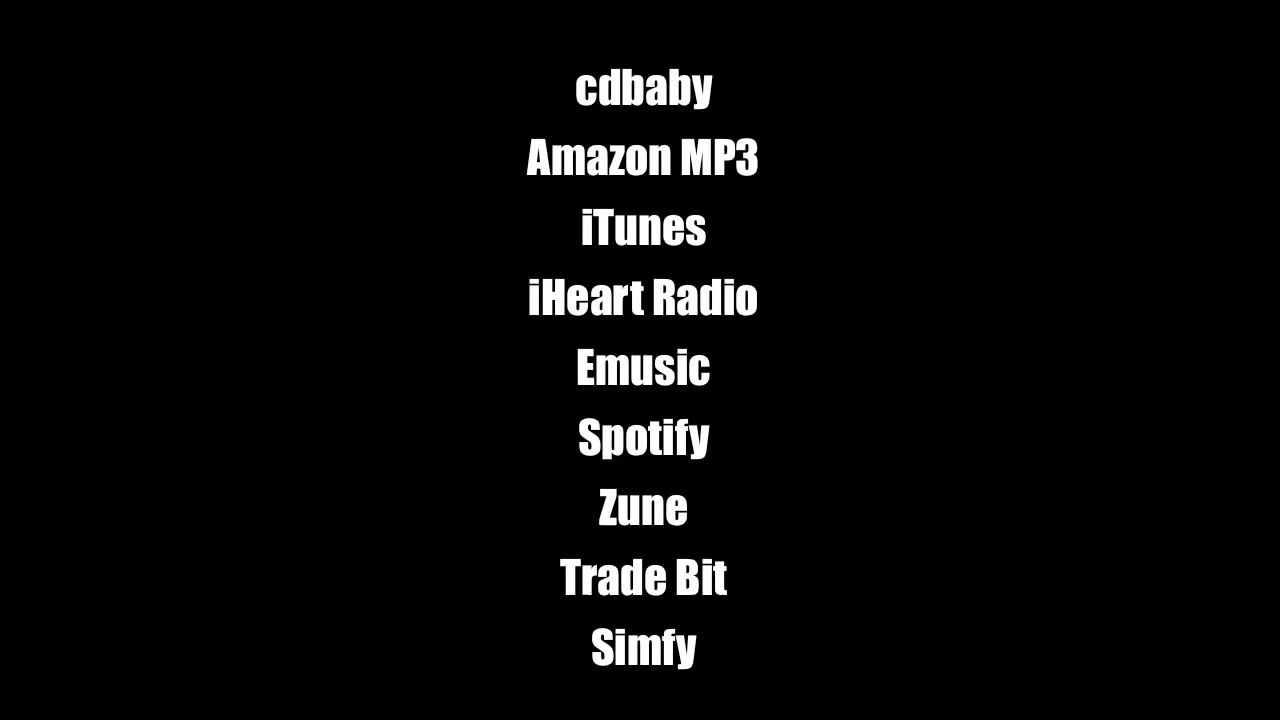 cdbaby
Amazon MP3
iTunes
iHeart Radio
Emusic
Spotify
Zune
Trade Bit
Simfy